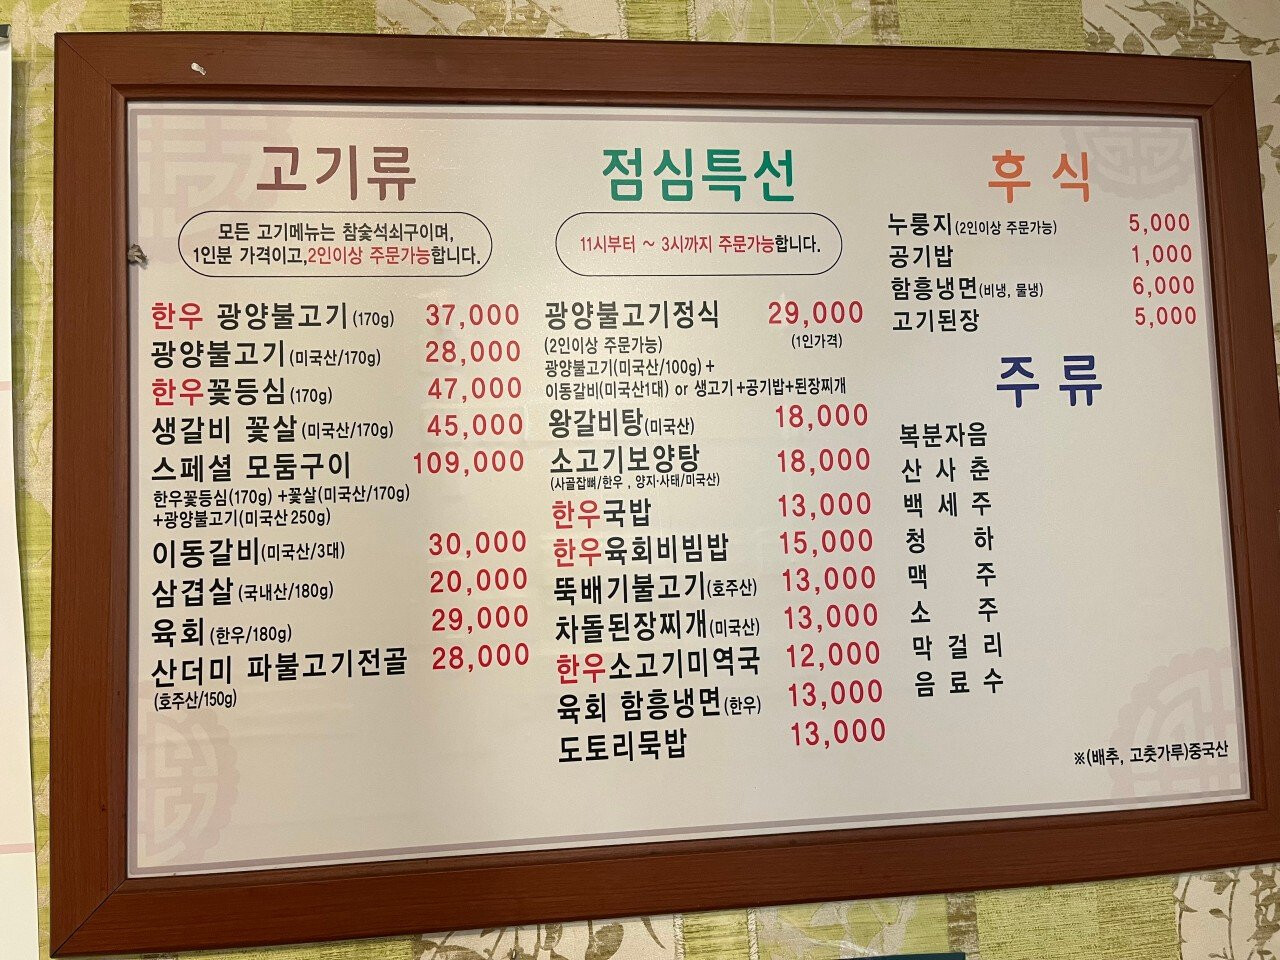 고기류
모든 고기메뉴는 참숯석쇠구이며,
1인분 가격이고,2인이상 주문가능합니다.
한우 광양불고기(170g) 37,000
광양불고기(미국산/170g) 28,000
한우꽃등심(170g) 47,000
생갈비 꽃살(미국산/170g) 45,000
스페셜 모둠구이 109,000
한우꽃등심(170g) +꽃살(미국산/170g)
+광양불고기(미국산 250g)
이동갈비(미국산/3대) 30,000
삼겹살(국내산/180g) 20,000
육회(한우/180g) 29,000
산더미 파불고기전골 28,000
(호주산/150g)
점심특선
11시부터 ~ 3시까지 주문가능합니다.
광양불고기정식 29,000
(2인이상 주문가능) (1인가격)
광양불고기(미국산/100g) +
이동갈비(미국산1대) or 생고기+공기밥+된장찌개
왕갈비탕(미국산) 18,000
소고기보양탕 18,000
(사골잡뼈/한우 , 양지·사태/미국산)
한우국밥 13,000
한우육회비빔밥 15,000
뚝배기불고기(호주산) 13,000
차돌된장찌개(미국산) 13,000
한우소고기미역국 12,000
육회 함흥냉면(한우) 13,000
도토리묵밥 13,000
후 식
누룽지(2인이상 주문가능) 5,000
공기밥 1,000
함흥냉면(비냉, 물냉) 6,000
고기된장 5,000
주 류
복분자음
산 사 춘
백 세 주
청 하
맥 주
소 주
막 걸 리
음 료 수
※(배추, 고춧가루)중국산